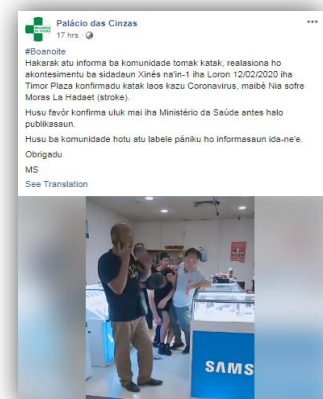 Palácio das Cinzas
17 hrs ·
#Boanoite
Hakarak atu informa ba komunidade tomak katak, realasiona ho
akontesimentu ba sidadaun Xinés na'in-1 iha Loron 12/02/2020 iha
Timor Plaza konfirmadu katak laos kazu Coronavirus, maibé Nia sofre
Moras La Hadaet (stroke).
Husu favór konfirma uluk mai iha Ministério da Saúde antes halo
publikasaun.
Husu ba komunidade hotu atu labele pániku ho informasaun ida-ne'e.
Obrigadu
MS
See Translation
SAMS